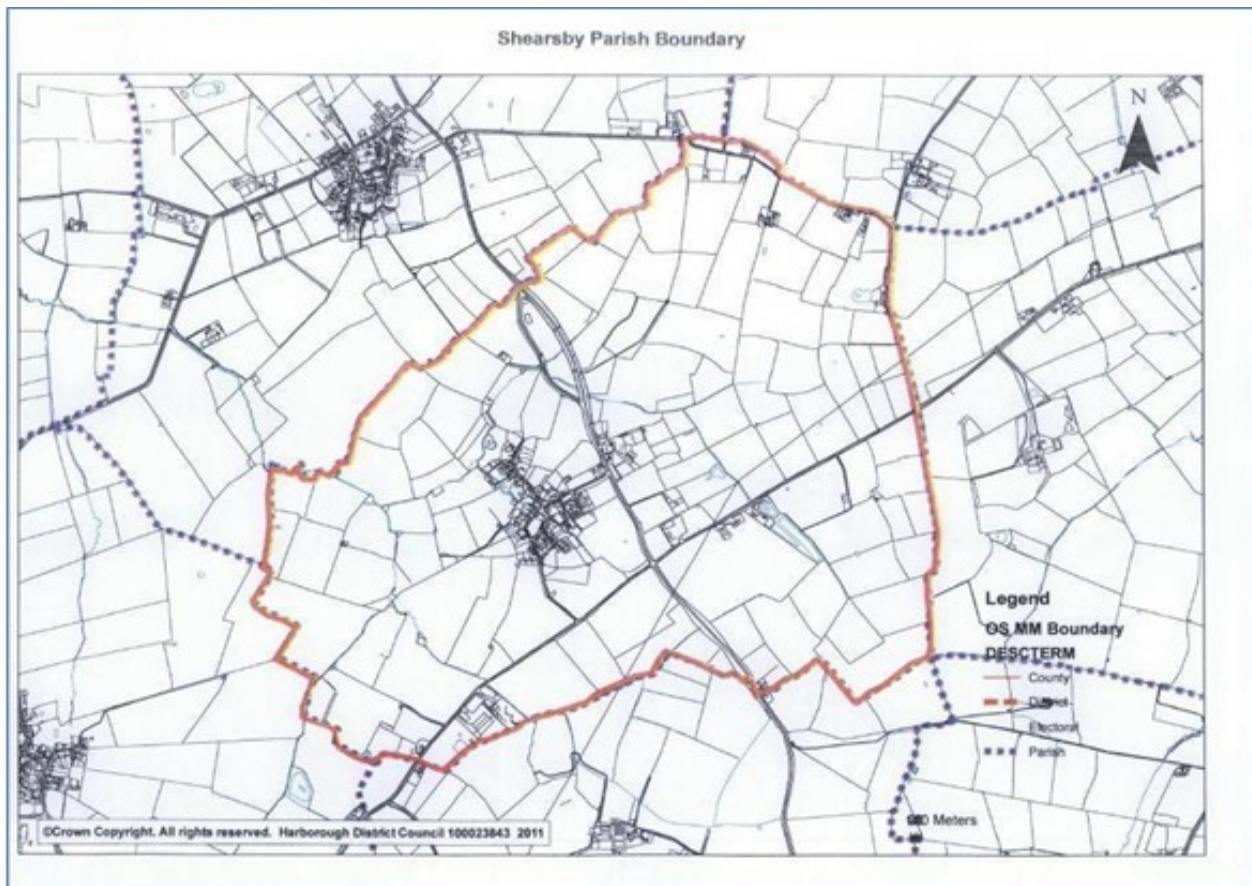 Shearsby Parish Boundary
N
Legend
OS MM Boundary
DESCTERM
County
District
Electoral
Parish
Meters
©Crown Copyright. All rights reserved. Harborough District Council 100023843 2011